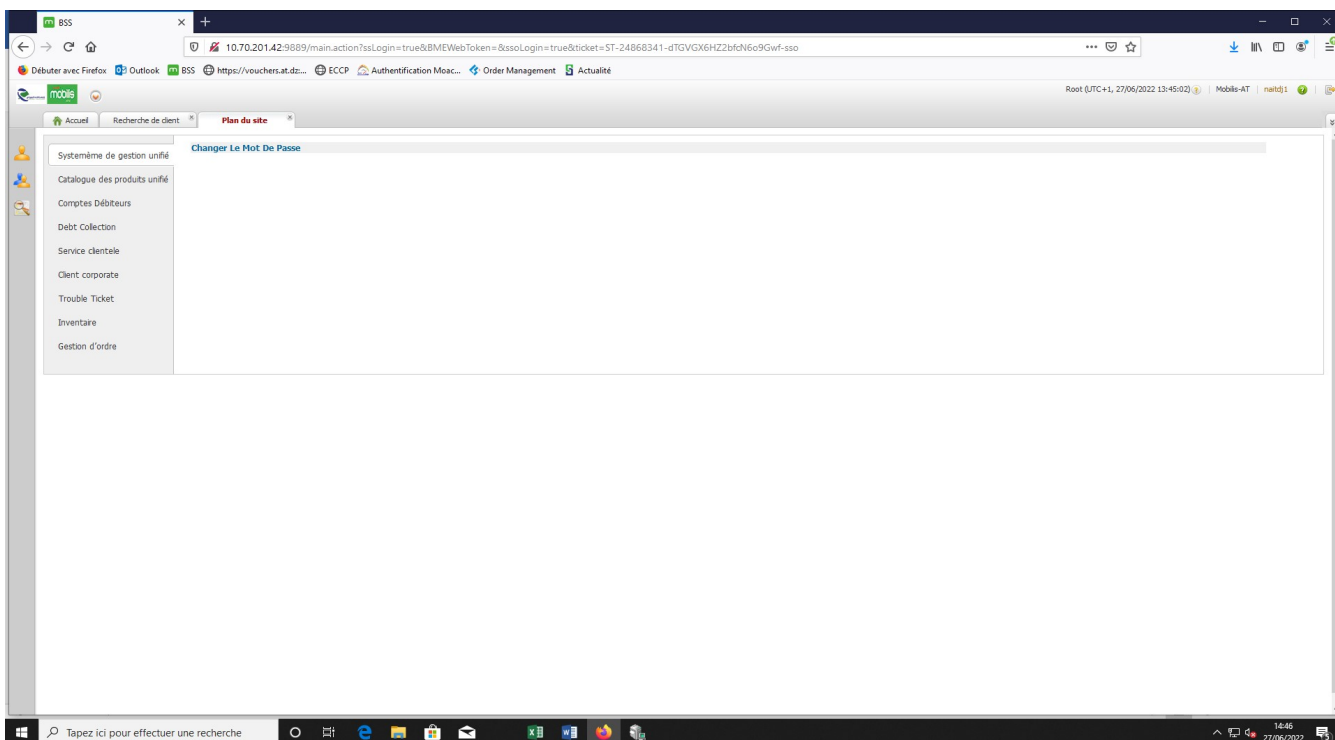 BSS
10.70.201.42:9889/main.action?ssLogin=true&BMEWebToken=&ssoLogin=true&ticket=ST-24868341-dTGVGX6HZ2bfcN6o9Gwf-sso
Débuter avec Firefox Outlook BSS https://vouchers.at.dz:... ECCP Authentification Moac... Order Management Actualité
mobilis Root (UTC+1, 27/06/2022 13:45:02) Mobilis-AT naitdj1
Accueil Recherche de client Plan du site
Systemème de gestion unifié Changer Le Mot De Passe
Catalogue des produits unifié
Comptes Débiteurs
Debt Collection
Service clientele
Client corporate
Trouble Ticket
Inventaire
Gestion d'ordre
Tapez ici pour effectuer une recherche 14:46
27/06/2022